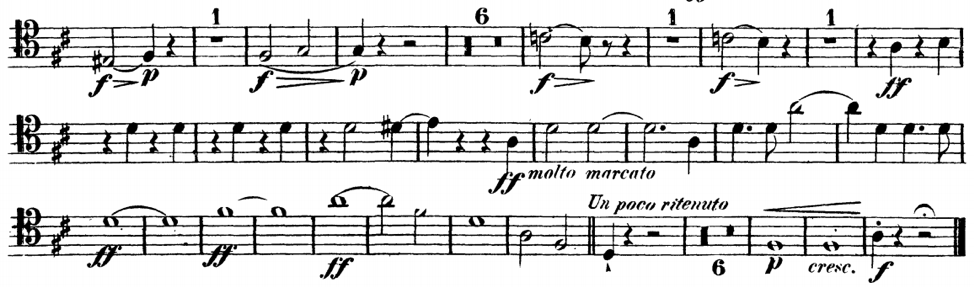 1 6 1 1
f p f p f f ff
ff molto marcato
Un poco ritenuto
ff ff ff 6 p cresc. f